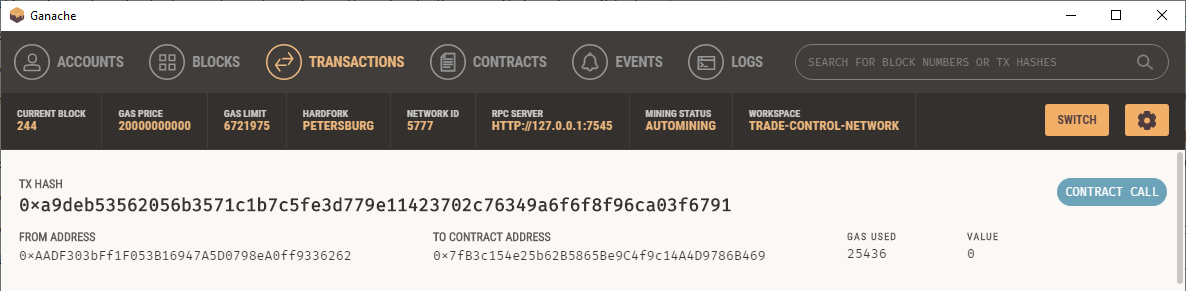 Ganache
ACCOUNTS BLOCKS TRANSACTIONS CONTRACTS EVENTS LOGS SEARCH FOR BLOCK NUMBERS OR TX HASHES
CURRENT BLOCK GAS PRICE GAS LIMIT HARDFORK NETWORK ID RPC SERVER MINING STATUS WORKSPACE
244 20000000000 6721975 PETERSBURG 5777 HTTP://127.0.0.1:7545 AUTOMINING TRADE-CONTROL-NETWORK SWITCH
TX HASH
0×a9deb53562056b3571c1b7c5fe3d779e11423702c76349a6f6f8f96ca03f6791 CONTRACT CALL
FROM ADDRESS TO CONTRACT ADDRESS GAS USED VALUE
0×AADF303bFf1F053B16947A5D0798eA0ff9336262 0×7fB3c154e25b62B5865Be9C4f9c14A4D9786B469 25436 0